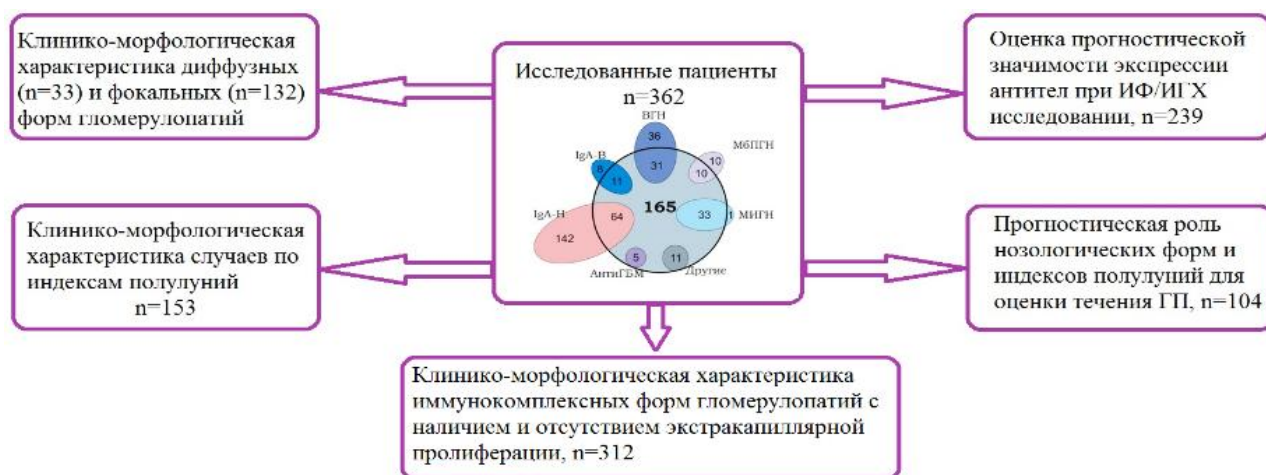 Клинико-морфологическая
характеристика диффузных
(n=33) и фокальных (n=132)
форм гломерулопатий
Исследованные пациенты
n=362
ВГН
36
31
IgA-В
8
11
МбПГН
10
10
IgA-Н
64
142
165
33
1
МИГН
АнтиГБМ
5
11
Другие
Оценка прогностической
значимости экспрессии
антител при ИФ/ИГХ
исследовании, n=239
Клинико-морфологическая
характеристика случаев по
индексам полулуний
n=153
Прогностическая роль
нозологических форм и
индексов полулуний для
оценки течения ГП, n=104
Клинико-морфологическая характеристика
иммунокомплексных форм гломерулопатий с
наличием и отсутствием экстракапиллярной
пролиферации, n=312